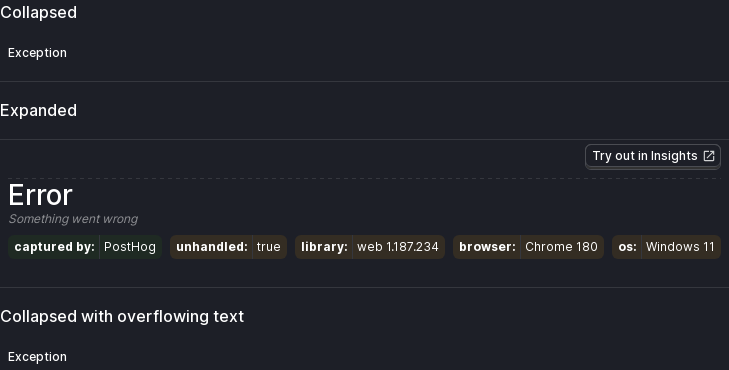 Collapsed
Exception
Expanded
Try out in Insights
Error
Something went wrong
captured by: PostHog unhandled: true library: web 1.187.234 browser: Chrome 180 os: Windows 11
Collapsed with overflowing text
Exception